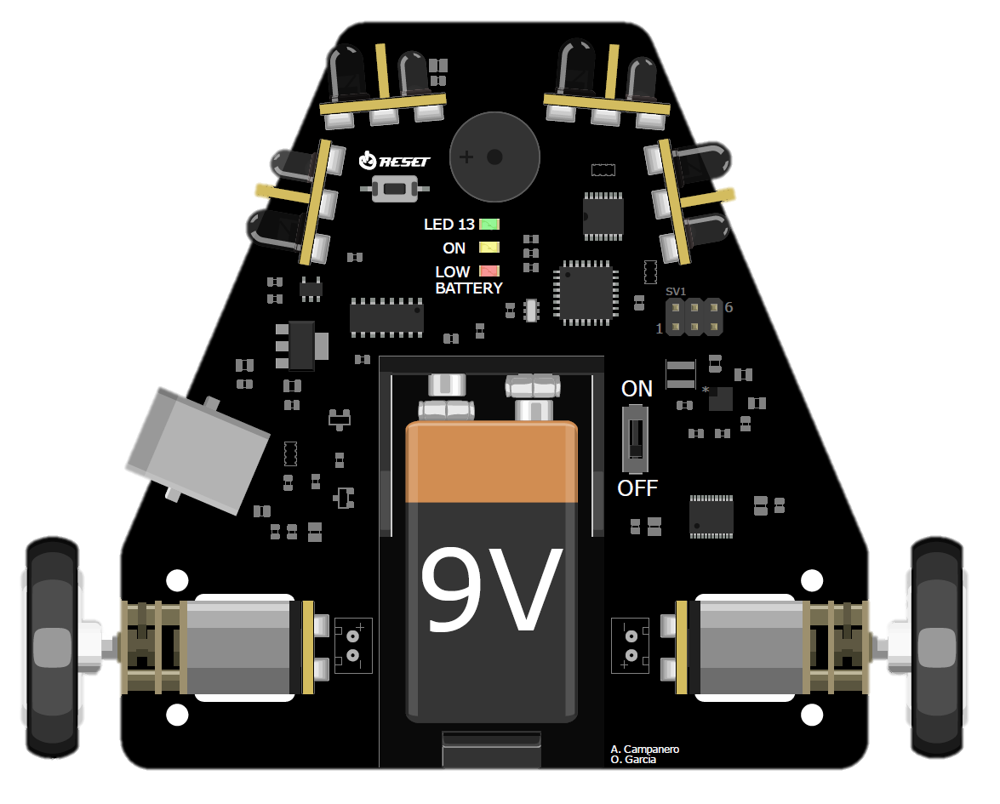 RESET
+
LED 13
ON
LOW
BATTERY
SV1
6
1
ON
*
OFF
9V
+
+
A. Campanero
O. Garcia